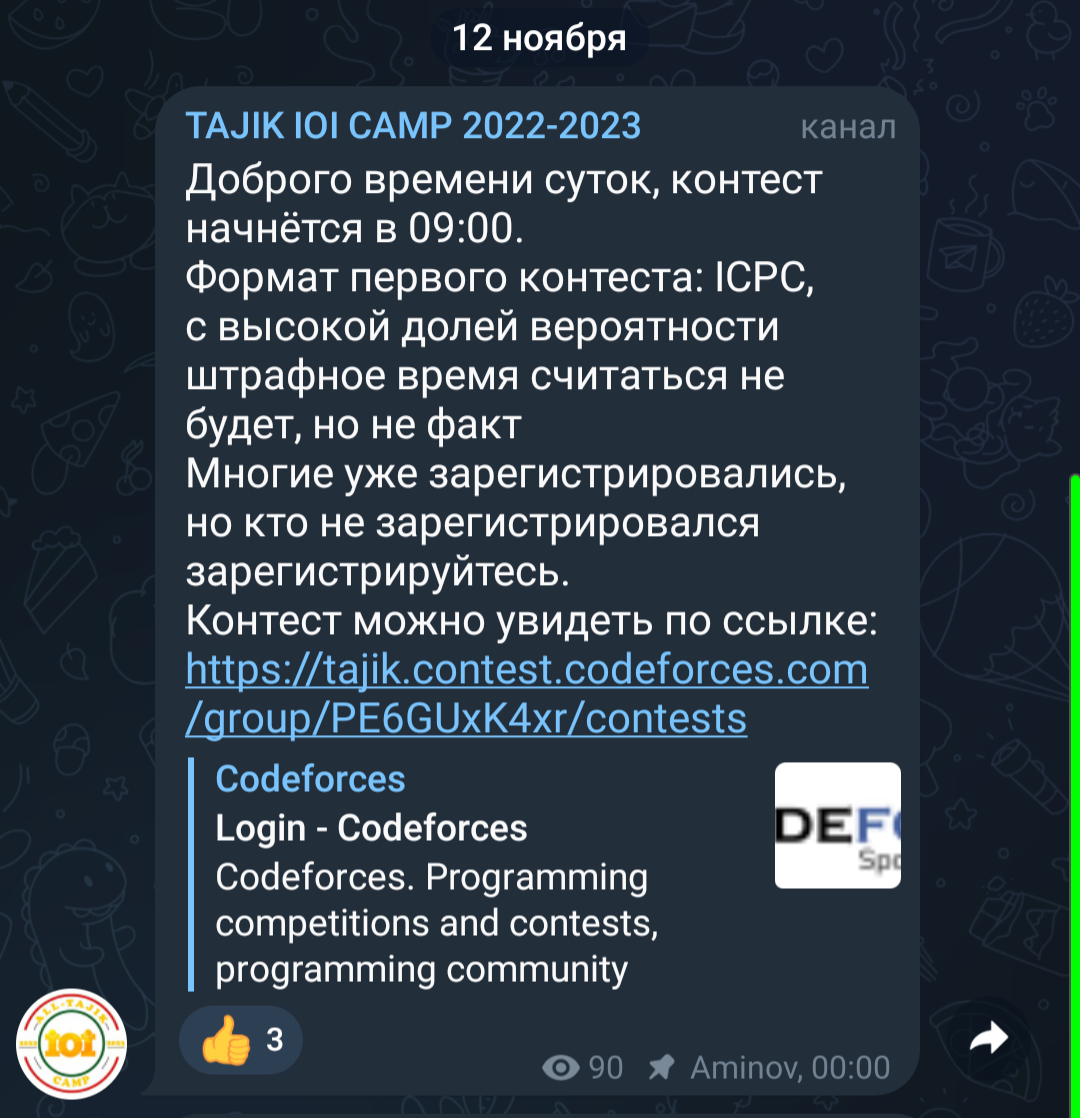 12 ноября
TAJIK IOI CAMP 2022-2023
канал
Доброго времени суток, контест
начнётся в 09:00.
Формат первого контеста: ICPC,
с высокой долей вероятности
штрафное время считаться не
будет, но не факт
Многие уже зарегистрировались,
но кто не зарегистрировался
зарегистрируйтесь.
Контест можно увидеть по ссылке:
https://tajik.contest.codeforces.com
/group/PE6GUxK4xr/contests
Codeforces
Login - Codeforces
Codeforces. Programming
competitions and contests,
programming community
DEFO
Spo
ALL-TAJIK
IOI
CAMP
3
90
Aminov, 00:00